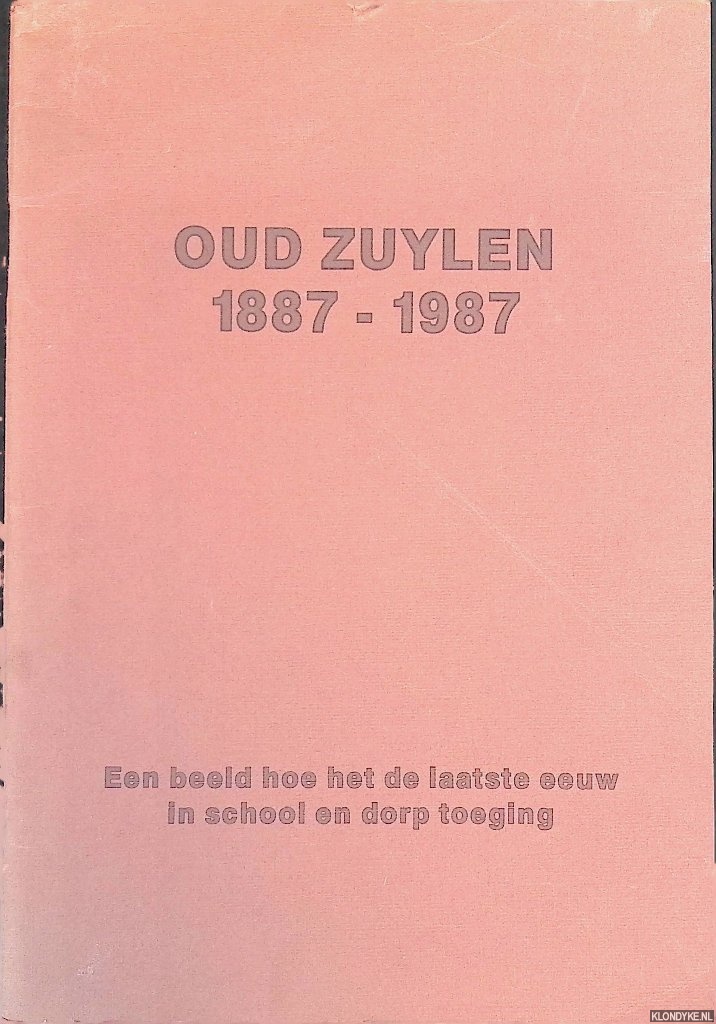 OUD ZUYLEN
1887 - 1987
Een beeld hoe het de laatste eeuw
in school en dorp toeging
KLONDYKE.NL